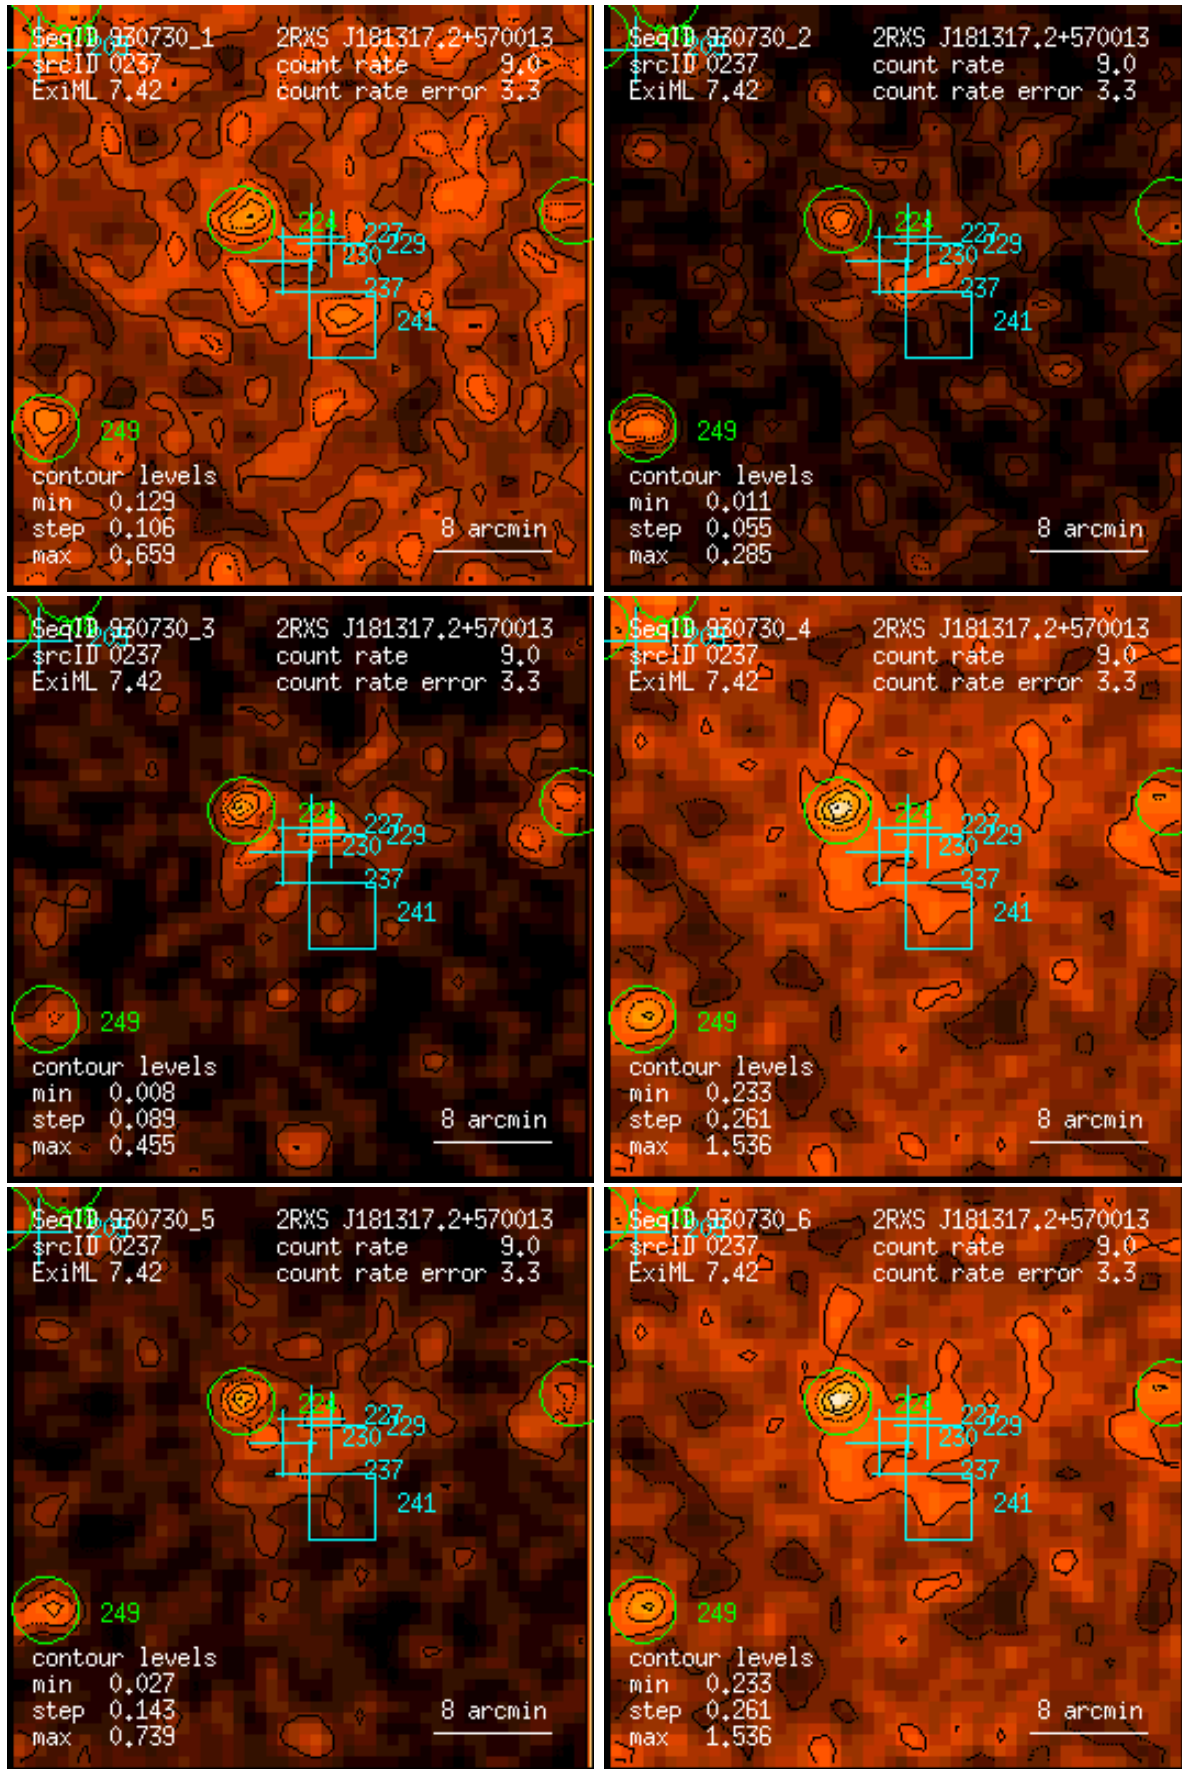 SeqID 930730_1 2RXS J181317.2+570013
srcID 0237 count rate 9.0
ExiML 7.42 count rate error 3.3
224
227
229
230
237
241
249
contour levels
min 0.129
step 0.106
max 0.659
8 arcmin
SeqID 930730_2 2RXS J181317.2+570013
srcID 0237 count rate 9.0
ExiML 7.42 count rate error 3.3
224
227
229
230
237
241
249
contour levels
min 0.011
step 0.055
max 0.285
8 arcmin
SeqID 930730_3 2RXS J181317.2+570013
srcID 0237 count rate 9.0
ExiML 7.42 count rate error 3.3
224
227
229
230
237
241
249
contour levels
min 0.008
step 0.089
max 0.455
8 arcmin
SeqID 930730_4 2RXS J181317.2+570013
srcID 0237 count rate 9.0
ExiML 7.42 count rate error 3.3
224
227
229
230
237
241
249
contour levels
min 0.233
step 0.261
max 1.536
8 arcmin
SeqID 930730_5 2RXS J181317.2+570013
srcID 0237 count rate 9.0
ExiML 7.42 count rate error 3.3
224
227
229
230
237
241
249
contour levels
min 0.027
step 0.143
max 0.739
8 arcmin
SeqID 930730_6 2RXS J181317.2+570013
srcID 0237 count rate 9.0
ExiML 7.42 count rate error 3.3
224
227
229
230
237
241
249
contour levels
min 0.233
step 0.261
max 1.536
8 arcmin